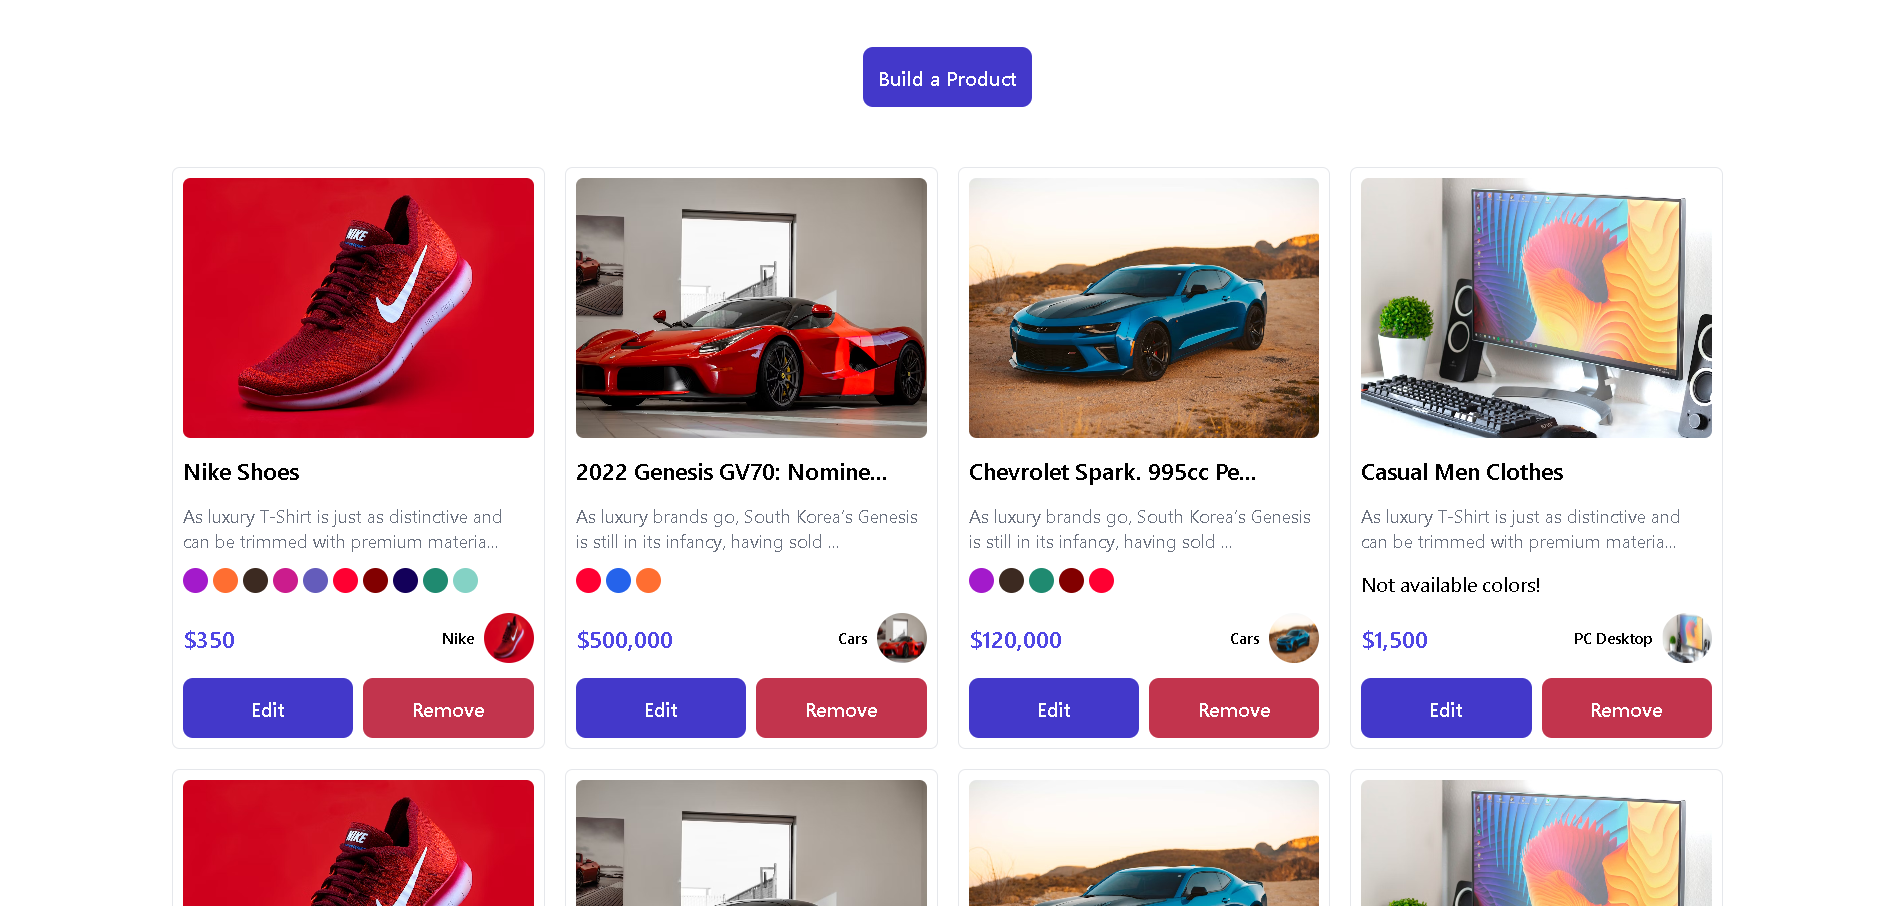 Build a Product
NIKE
Nike Shoes
As luxury T-Shirt is just as distinctive and
can be trimmed with premium materia...
$350
Nike
Edit
Remove
2022 Genesis GV70: Nomine...
As luxury brands go, South Korea’s Genesis
is still in its infancy, having sold ...
$500,000
Cars
Edit
Remove
Chevrolet Spark. 995cc Pe...
As luxury brands go, South Korea’s Genesis
is still in its infancy, having sold ...
$120,000
Cars
Edit
Remove
Casual Men Clothes
As luxury T-Shirt is just as distinctive and
can be trimmed with premium materia...
Not available colors!
$1,500
PC Desktop
Edit
Remove
NIKE